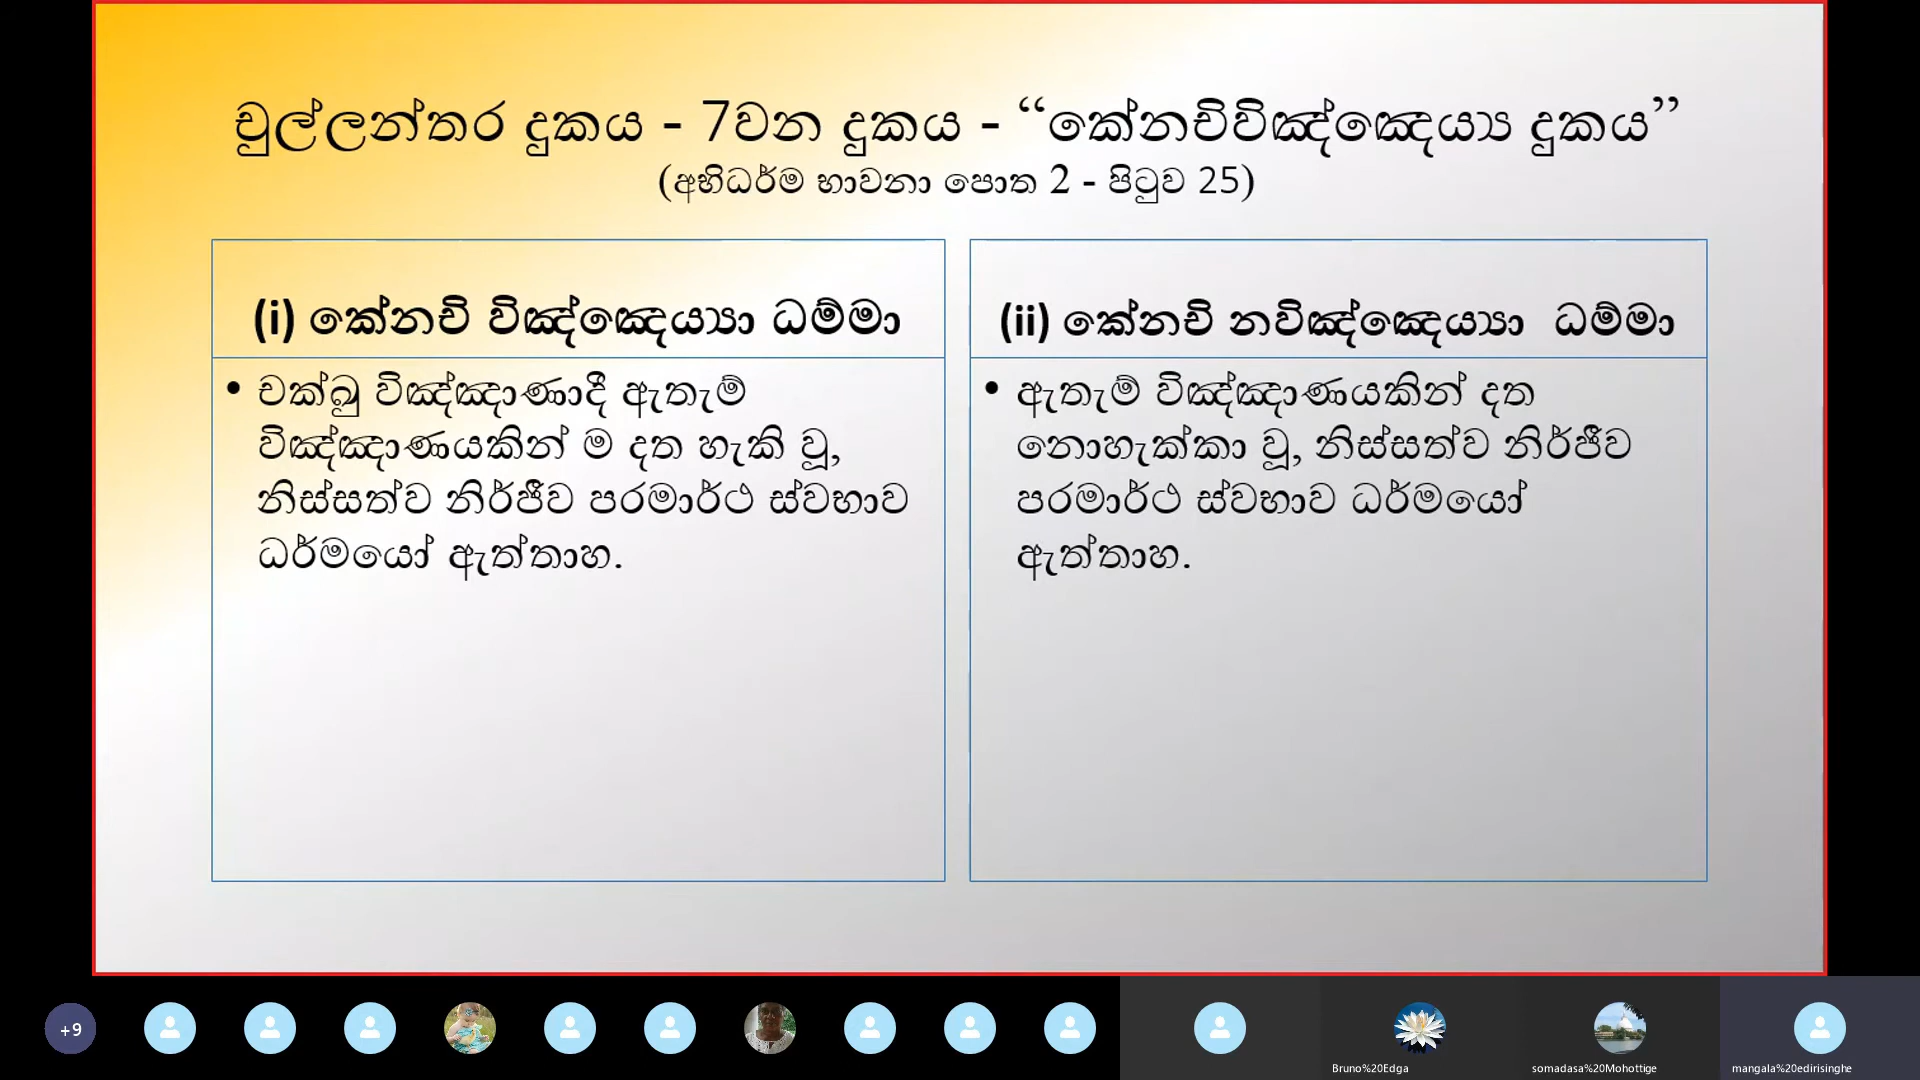 චුල්ලන්තර දුකය - 7වන දුකය - “කේනචිවිඤ්ඤෙය්‍ය දුකය”
(අභිධර්ම භාවනා පොත 2 - පිටුව 25)
(i) කේනචි විඤ්ඤෙය්‍යා ධම්මා
• චක්ඛු විඤ්ඤාණාදී ඇතැම්
විඤ්ඤාණයකින් ම දත හැකි වූ,
නිස්සත්ව නිර්ජීව පරමාර්ථ ස්වභාව
ධර්මයෝ ඇත්තාහ.
(ii) කේනචි නවිඤ්ඤෙය්‍යා ධම්මා
• ඇතැම් විඤ්ඤාණයකින් දත
නොහැක්කා වූ, නිස්සත්ව නිර්ජීව
පරමාර්ථ ස්වභාව ධර්මයෝ
ඇත්තාහ.
+9
Bruno%20Edga
somadasa%20Mohottige
mangala%20edirisinghe